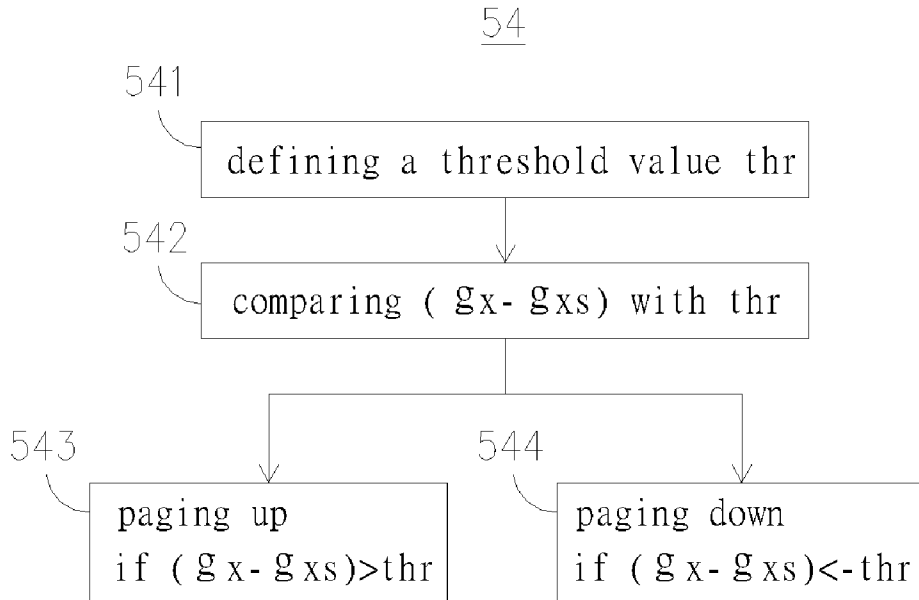 54
541
defining a threshold value thr
542
comparing (gx-gxs) with thr
543
paging up
if (gx-gxs)>thr
544
paging down
if (gx-gxs)<-thr